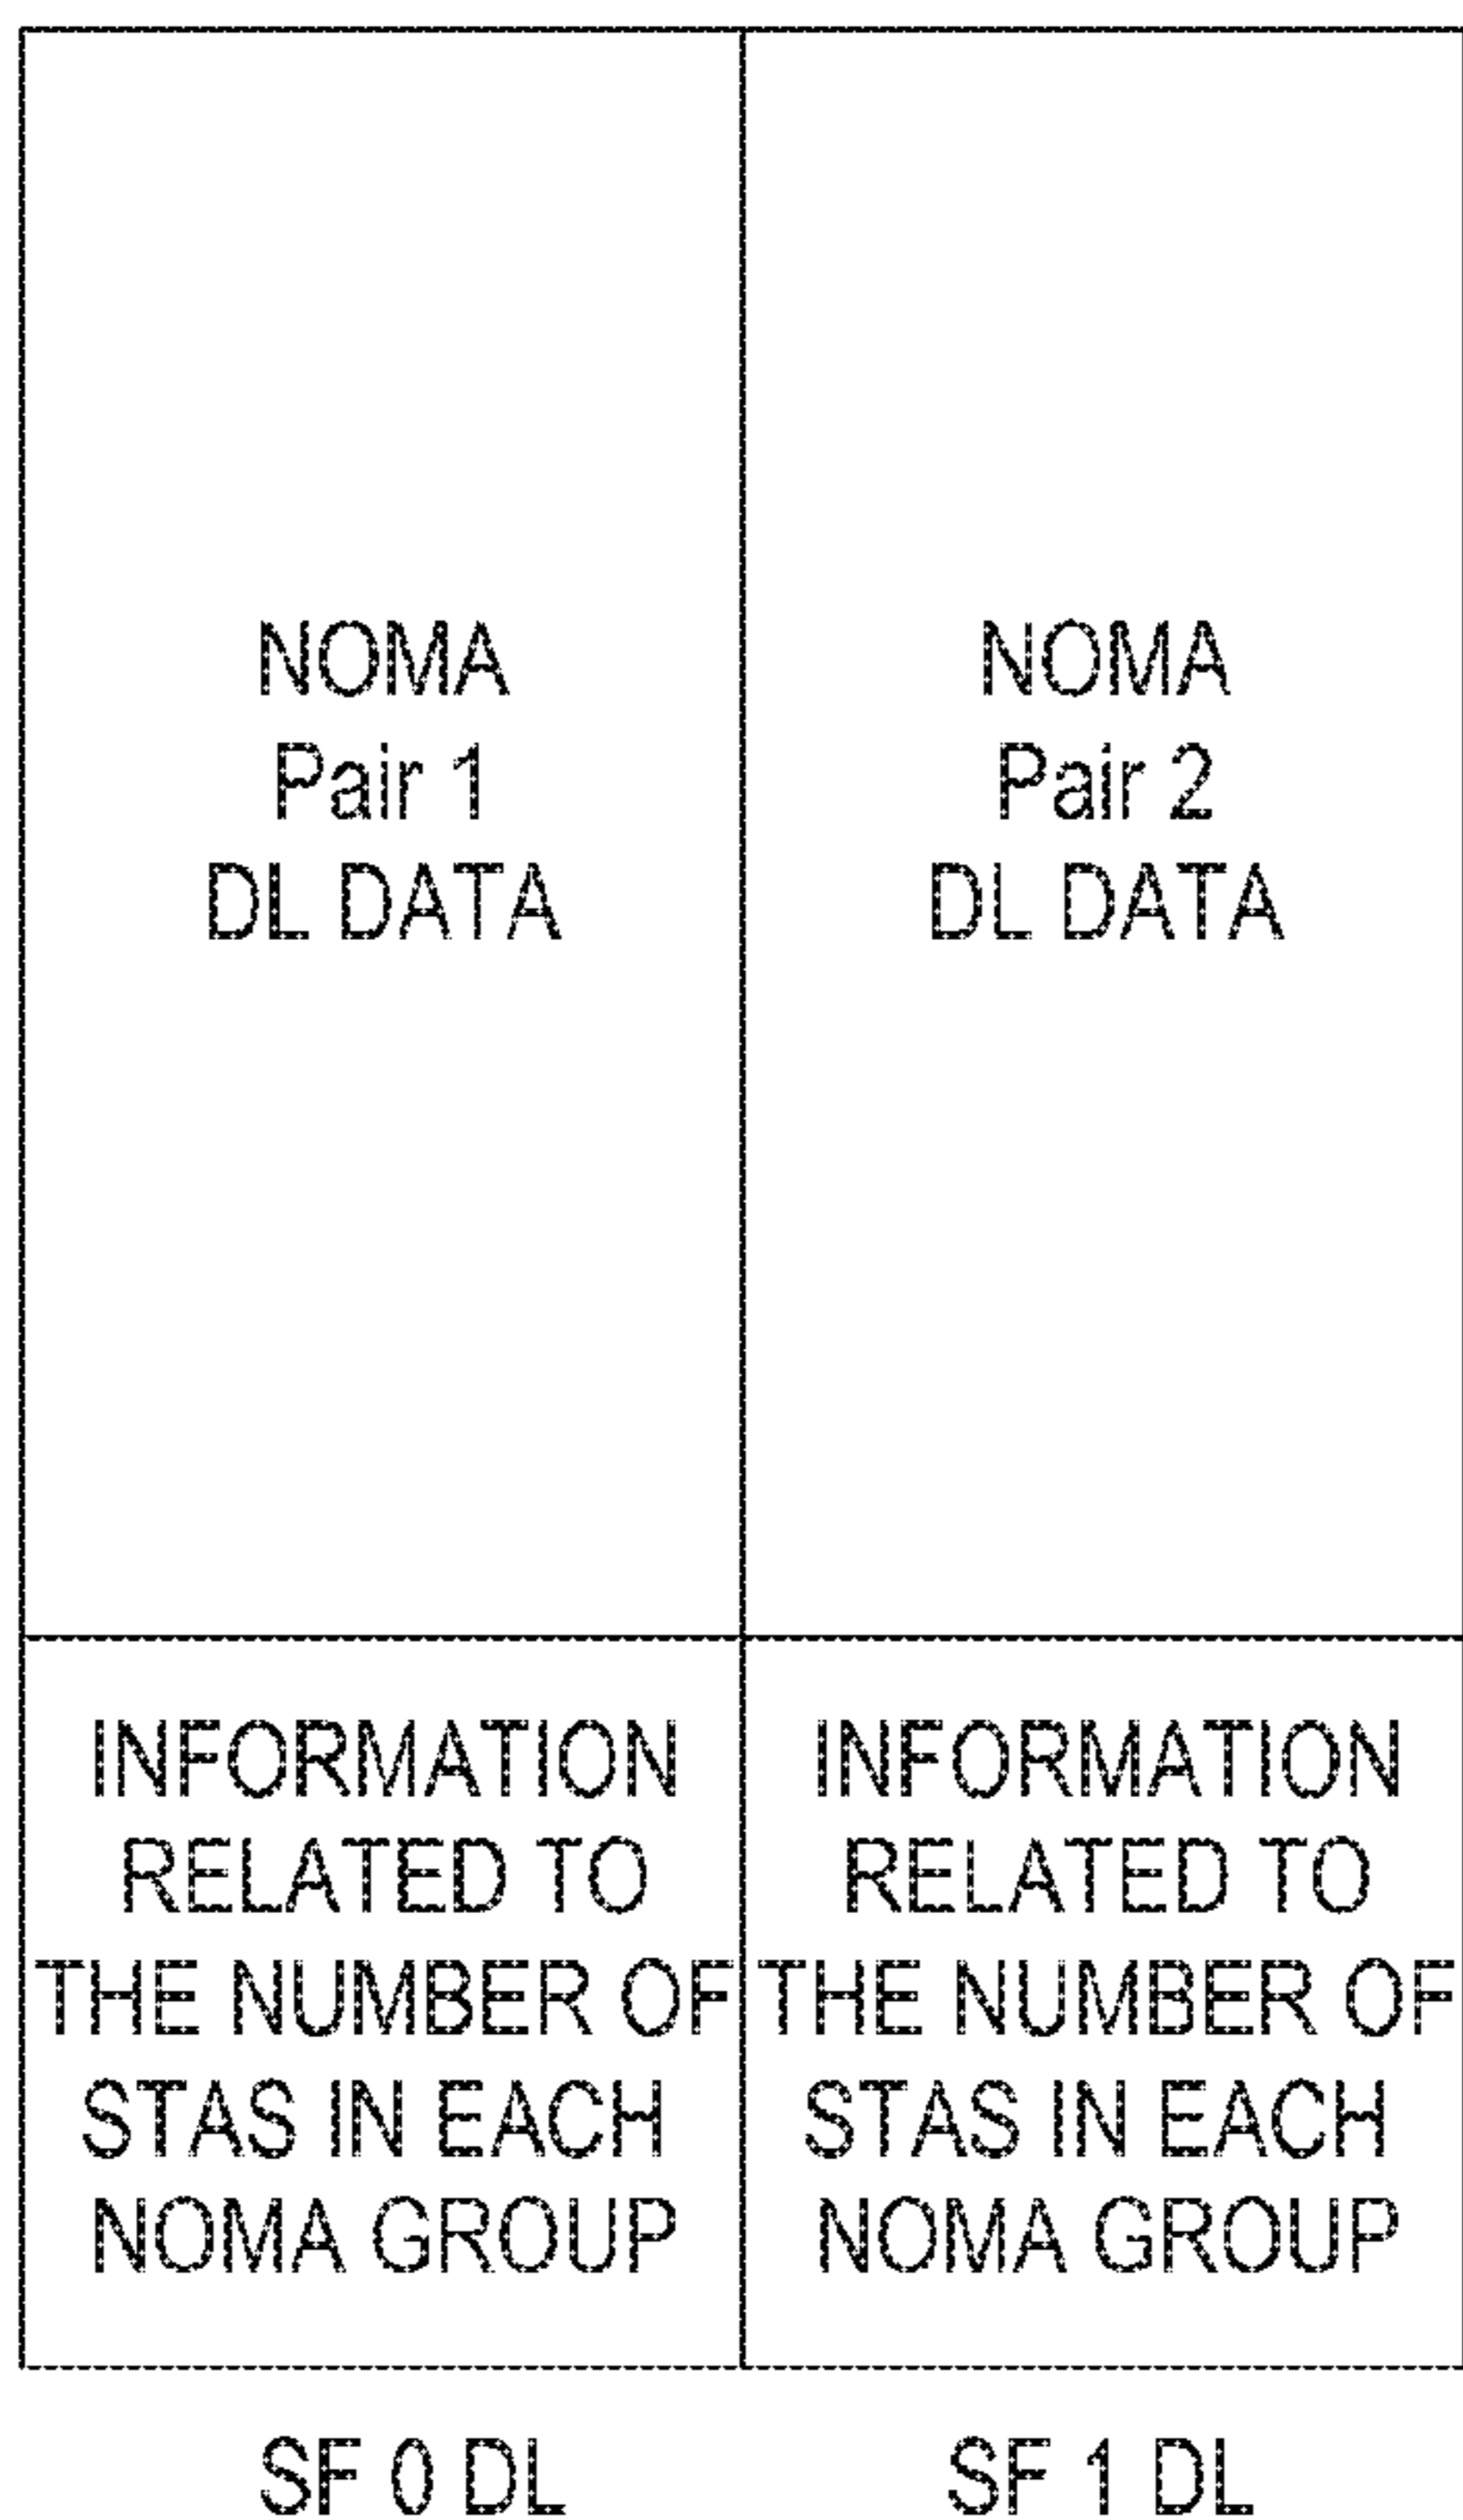 NOMA
Pair 1
DL DATA
NOMA
Pair 2
DL DATA
INFORMATION
RELATED TO
THE NUMBER OF
STAS IN EACH
NOMA GROUP
INFORMATION
RELATED TO
THE NUMBER OF
STAS IN EACH
NOMA GROUP
SF 0 DL
SF 1 DL